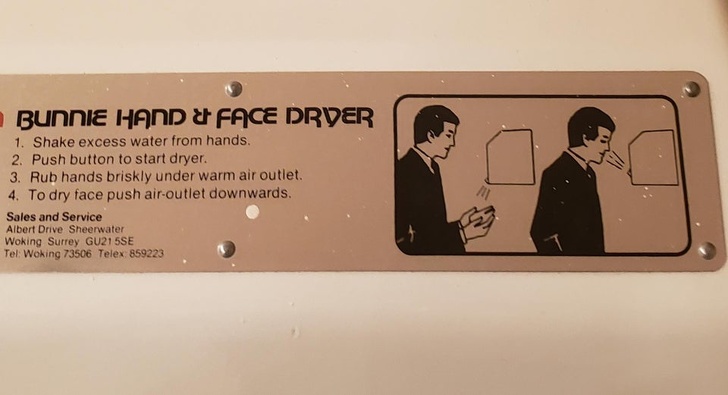 BUNNIE HAND & FACE DRYER
1. Shake excess water from hands.
2. Push button to start dryer.
3. Rub hands briskly under warm air outlet.
4. To dry face push air-outlet downwards.
Sales and Service
Albert Drive Sheerwater
Woking Surrey GU21 5SE
Tel: Woking 73506 Telex: 859223